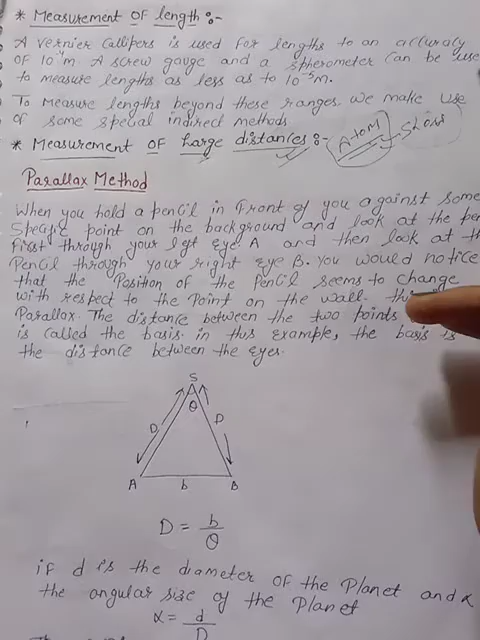 * Measurement of length :-
A Vernier Callipers is used for lengths to an accuracy
of 10⁻⁴m. A screw gauge and a spherometer can be use
to measure lengths as less as to 10⁻⁵m.
To measure lengths beyond these ranges. we make use
of some special indirect methods.
* Measurement of Large distances :-
ATOM
Parallax Method
When you hold a pencil in front of you against some
specific point on the background and look at the pen
first through your left eye A and then look at th
Pencil through your right eye B. You would notice
that the Position of the pencil seems to change
with respect to the Point on the wall. This
Parallax. The distance between the two points
is called the basis. in this example, the basis is
the distance between the eyes.
S
θ
D D
A b B
D = b/θ
if d is the diameter of the Planet and α
the angular size of the Planet
α = d/D